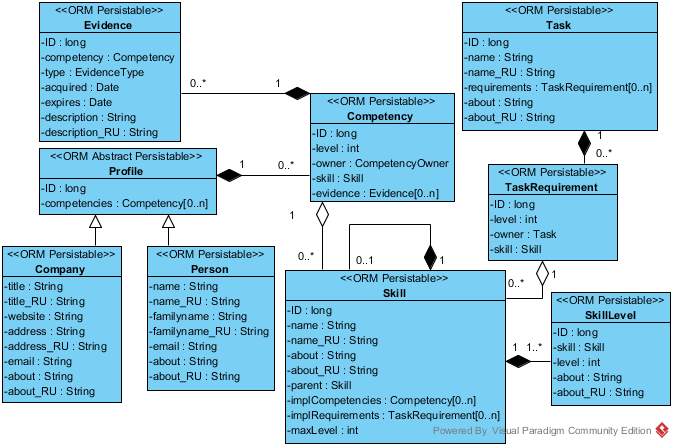 <<ORM Persistable>>
Evidence
-ID : long
-competency : Competency
-type : EvidenceType
-acquired : Date
-expires : Date
-description : String
-description_RU : String
0..*
1
<<ORM Persistable>>
Task
-ID : long
-name : String
-name_RU : String
-requirements : TaskRequirement[0..n]
-about : String
-about_RU : String
1
0..*
<<ORM Persistable>>
Competency
-ID : long
-level : int
-owner : CompetencyOwner
-skill : Skill
-evidence : Evidence[0..n]
<<ORM Abstract Persistable>>
Profile
-ID : long
-competencies : Competency[0..n]
1
0..*
<<ORM Persistable>>
TaskRequirement
-ID : long
-level : int
-owner : Task
-skill : Skill
1
0..*
0..1
1
1
0..*
<<ORM Persistable>>
Company
-title : String
-title_RU : String
-website : String
-address : String
-address_RU : String
-email : String
-about : String
-about_RU : String
<<ORM Persistable>>
Person
-name : String
-name_RU : String
-familyname : String
-familyname_RU : String
-email : String
-about : String
-about_RU : String
<<ORM Persistable>>
Skill
-ID : long
-name : String
-name_RU : String
-about : String
-about_RU : String
-parent : Skill
-implCompetencies : Competency[0..n]
-implRequirements : TaskRequirement[0..n]
-maxLevel : int
1
1..*
<<ORM Persistable>>
SkillLevel
-ID : long
-skill : Skill
-level : int
-about : String
-about_RU : String
Powered By Visual Paradigm Community Edition